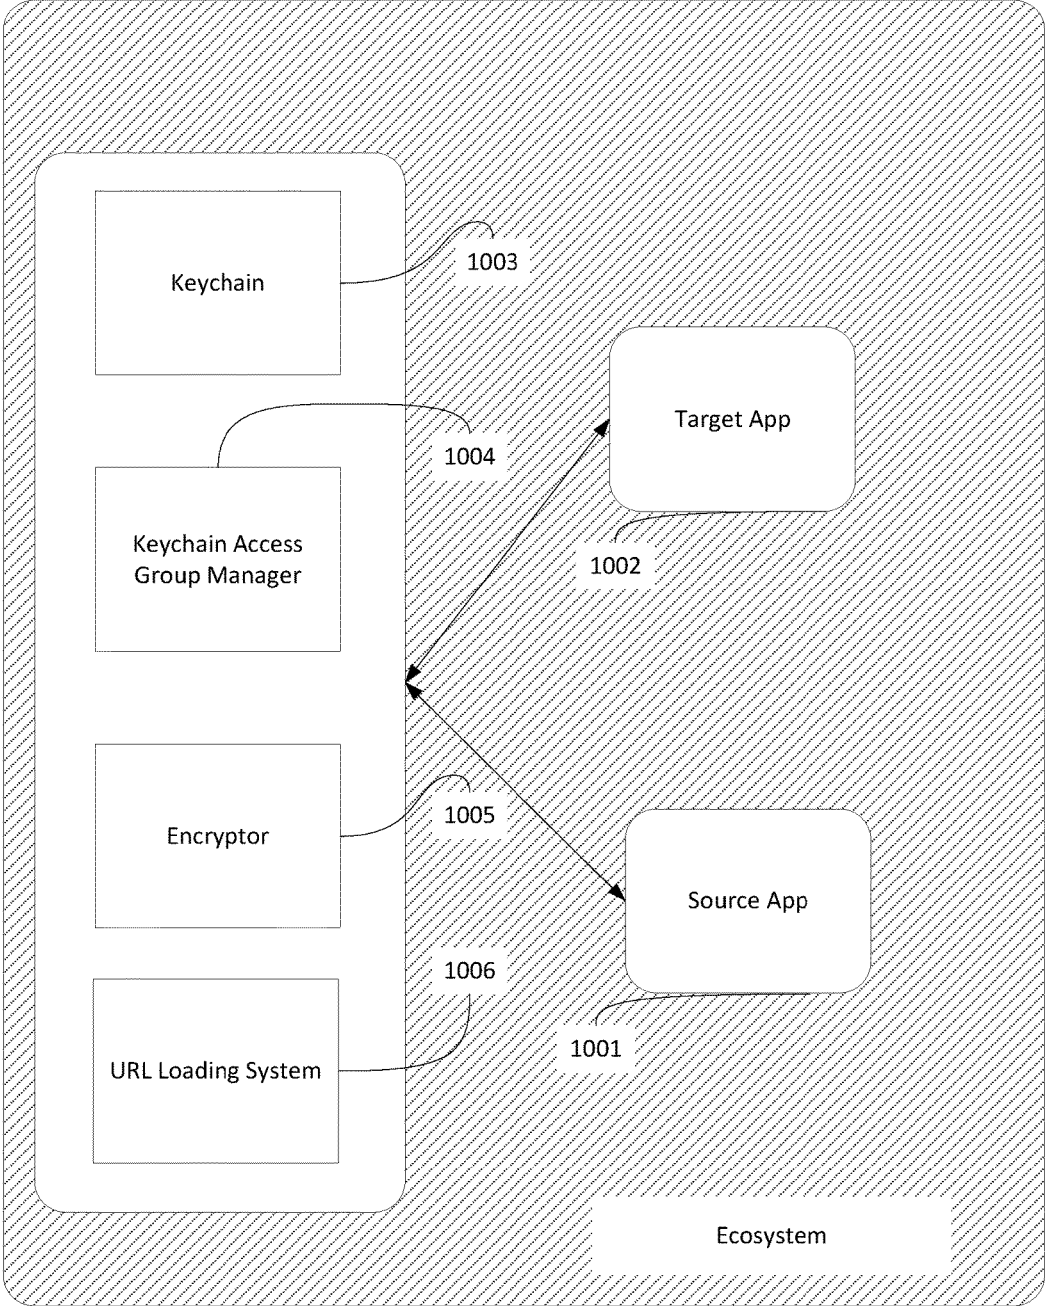 Keychain
1003
Target App
1004
Keychain Access
Group Manager
1002
Encryptor
1005
Source App
1006
1001
URL Loading System
Ecosystem